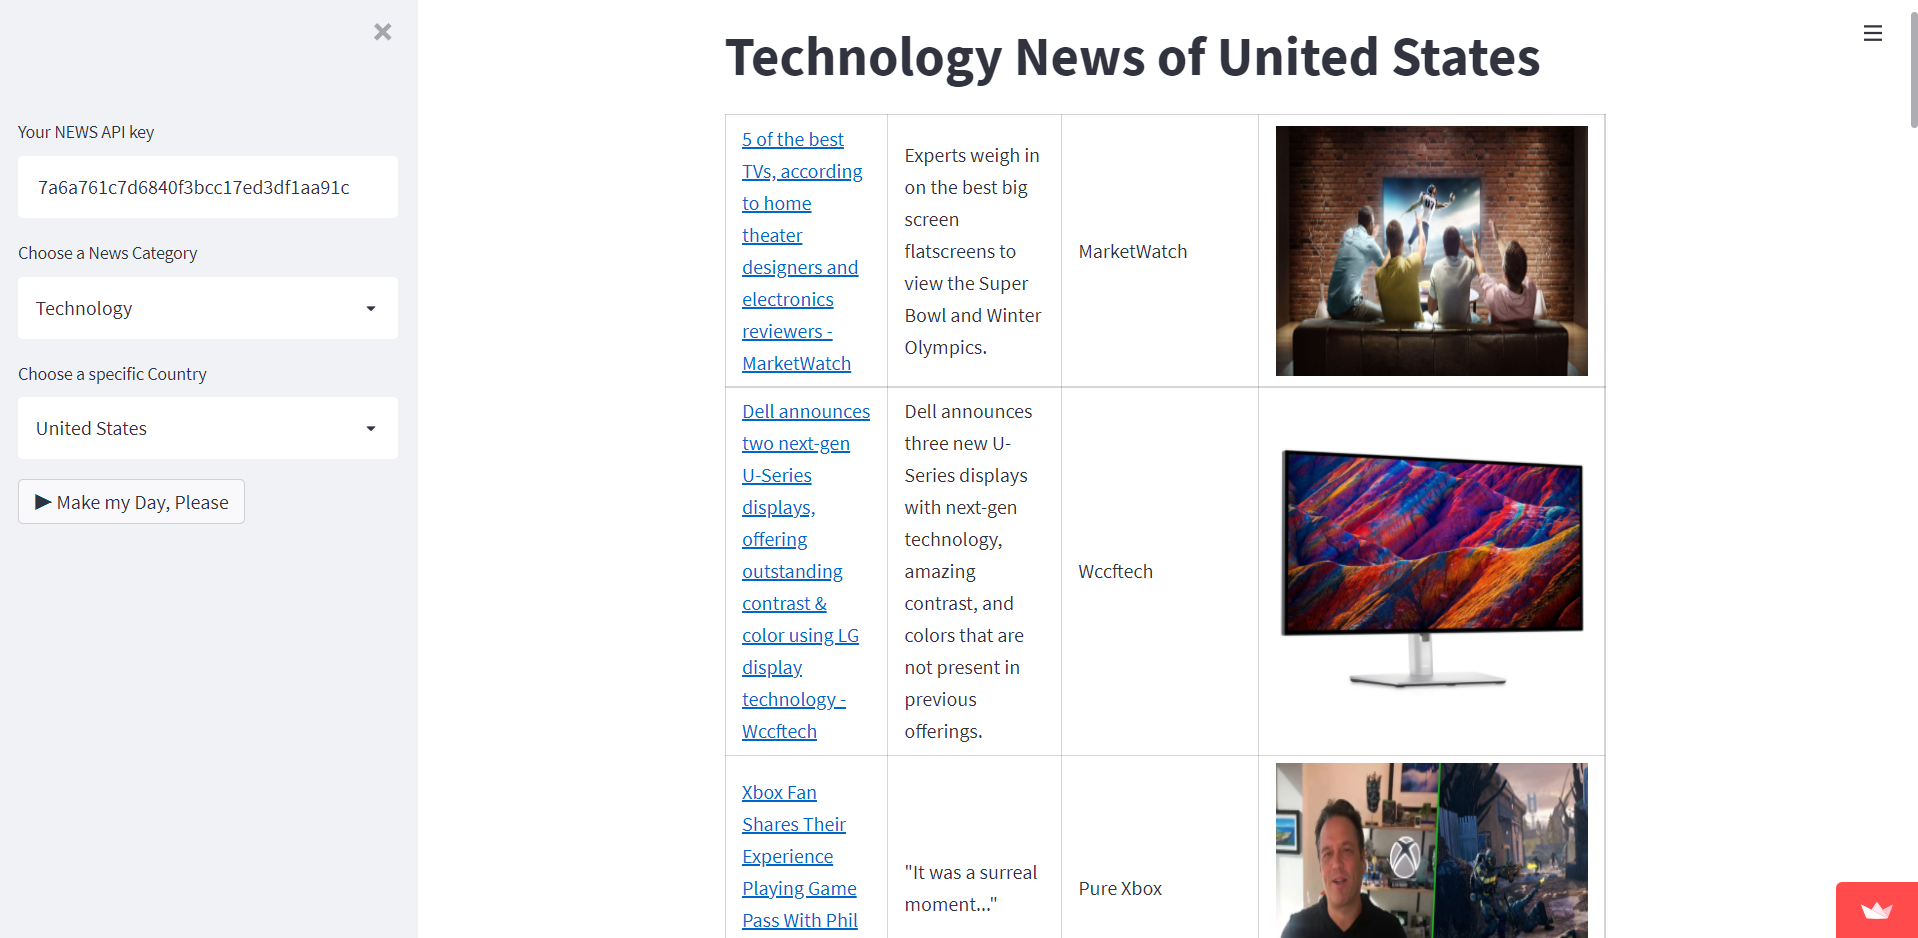 Your NEWS API key
7a6a761c7d6840f3bcc17ed3df1aa91c
Choose a News Category
Technology
Choose a specific Country
United States
Make my Day, Please
Technology News of United States
5 of the best
TVs, according
to home
theater
designers and
electronics
reviewers -
MarketWatch
Experts weigh in
on the best big
screen
flatscreens to
view the Super
Bowl and Winter
Olympics.
MarketWatch
Dell announces
two next-gen
U-Series
displays,
offering
outstanding
contrast &
color using LG
display
technology -
Wccftech
Dell announces
three new U-
Series displays
with next-gen
technology,
amazing
contrast, and
colors that are
not present in
previous
offerings.
Wccftech
Xbox Fan
Shares Their
Experience
Playing Game
Pass With Phil
"It was a surreal
moment..."
Pure Xbox